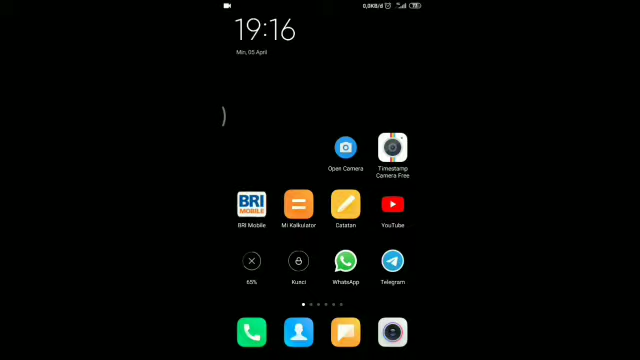 0,0KB/d
19:16
Min, 05 April
Open Camera
Timestamp
Camera Free
BRI
MOBILE
BRI Mobile
Mi Kalkulator
Catatan
YouTube
65%
Kunci
WhatsApp
Telegram